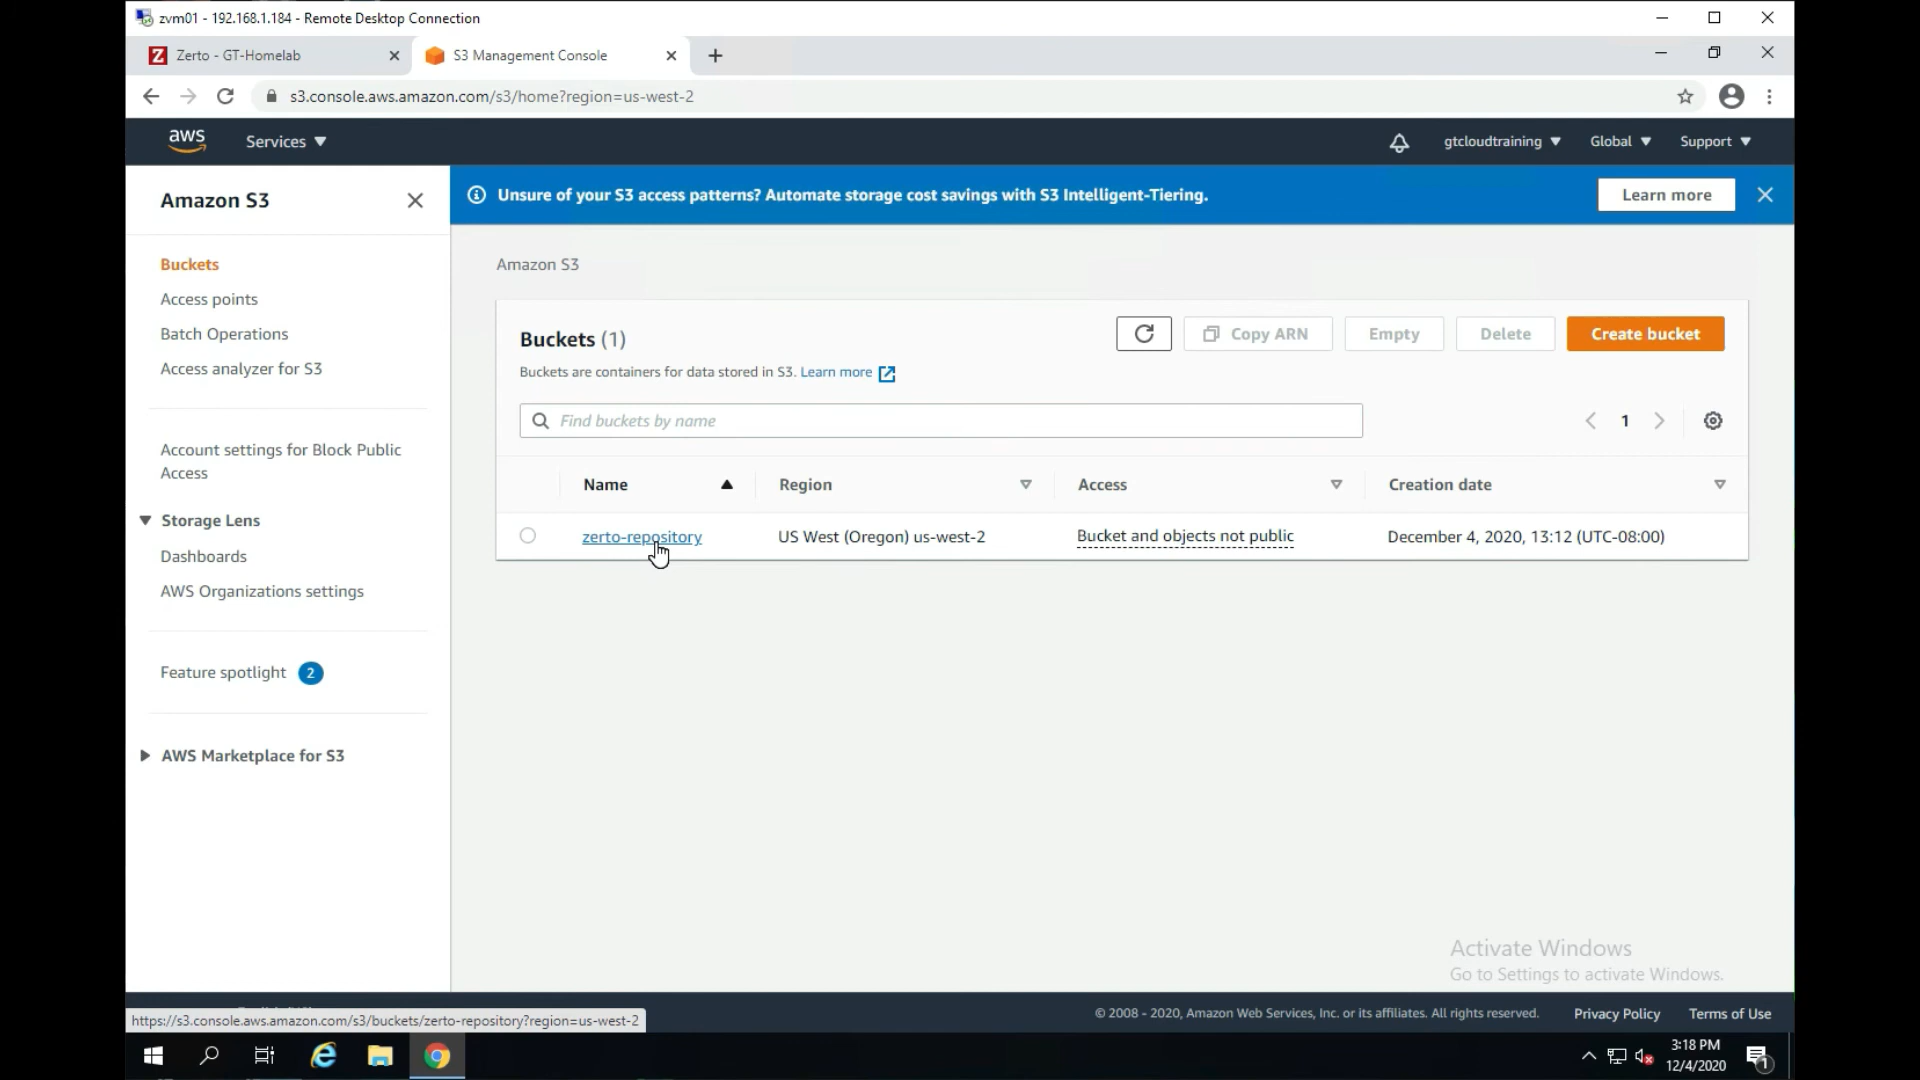 zvm01 - 192.168.1.184 - Remote Desktop Connection
Zerto - GT-Homelab
S3 Management Console
s3.console.aws.amazon.com/s3/home?region=us-west-2
aws
Services
gtcloudtraining
Global
Support
Amazon S3
Unsure of your S3 access patterns? Automate storage cost savings with S3 Intelligent-Tiering.
Learn more
Buckets
Access points
Batch Operations
Access analyzer for S3
Account settings for Block Public
Access
Storage Lens
Dashboards
AWS Organizations settings
Feature spotlight 2
AWS Marketplace for S3
Amazon S3
Buckets (1)
Copy ARN
Empty
Delete
Create bucket
Buckets are containers for data stored in S3. Learn more
Find buckets by name
1
Name
Region
Access
Creation date
zerto-repository
US West (Oregon) us-west-2
Bucket and objects not public
December 4, 2020, 13:12 (UTC-08:00)
Activate Windows
Go to Settings to activate Windows.
https://s3.console.aws.amazon.com/s3/buckets/zerto-repository?region=us-west-2
© 2008 - 2020, Amazon Web Services, Inc. or its affiliates. All rights reserved.
Privacy Policy
Terms of Use
3:18 PM
12/4/2020
1